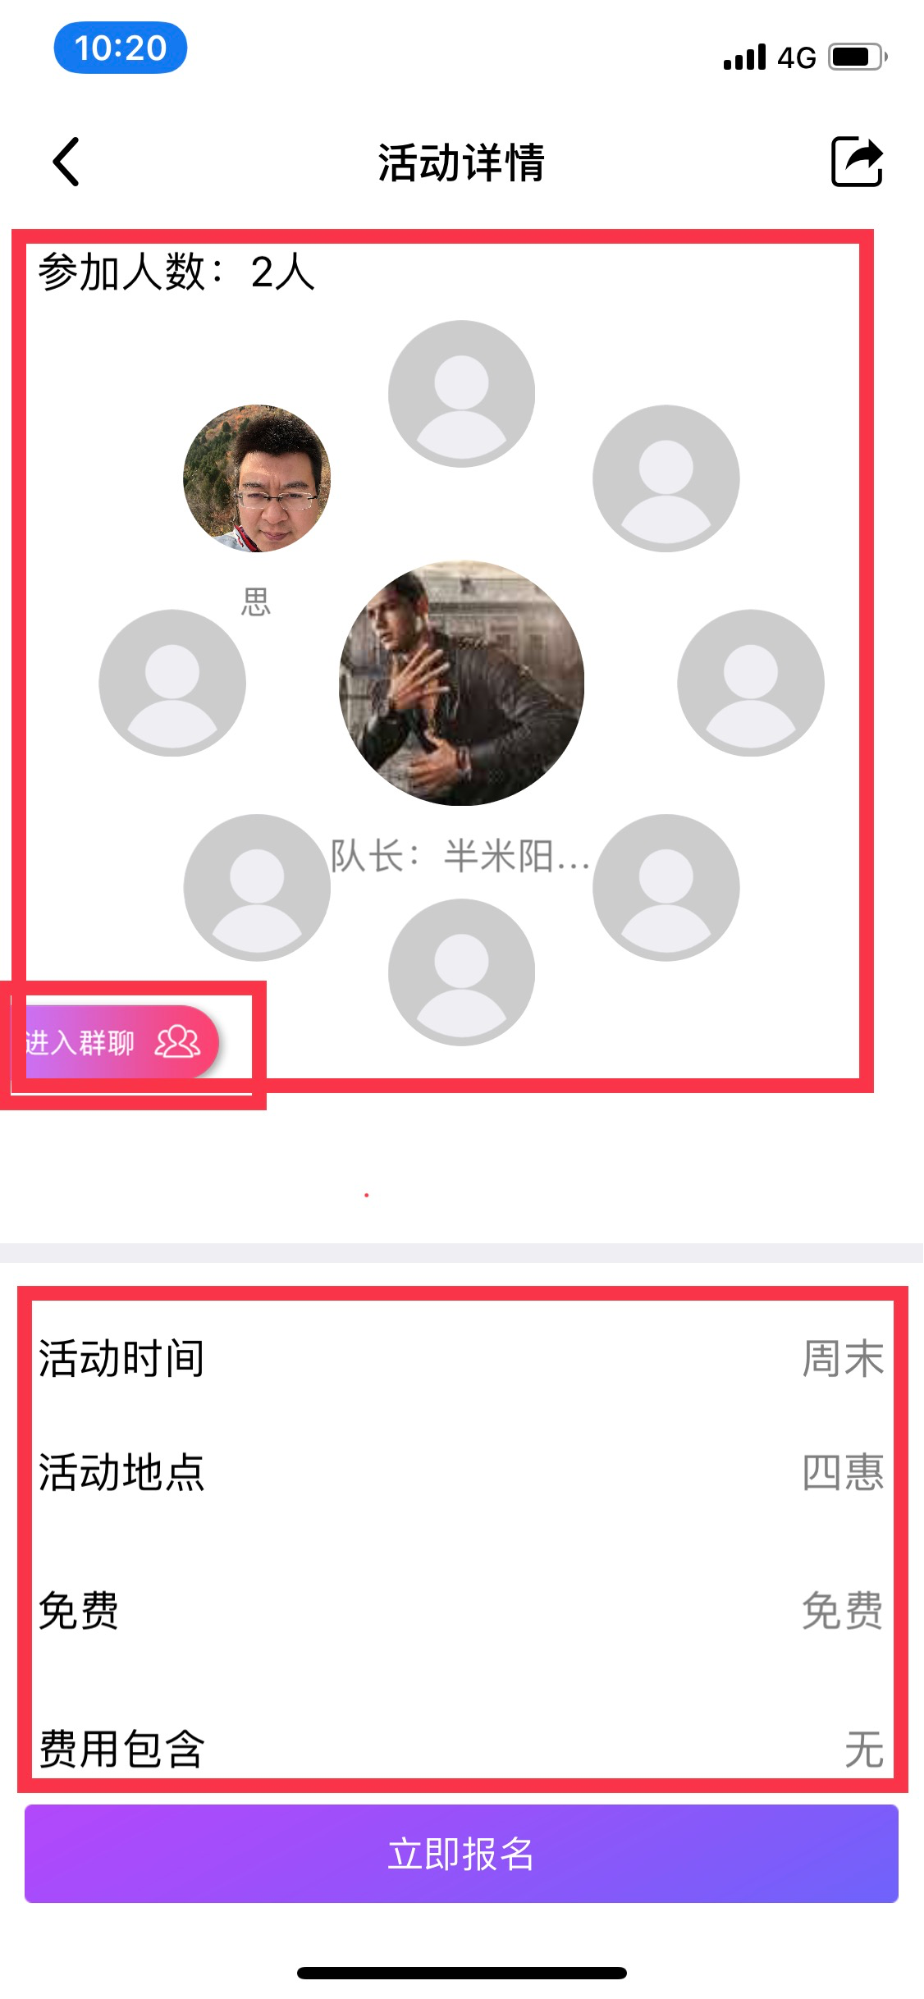 10:20
4G
活动详情
参加人数：2人
思
队长：半米阳...
进入群聊
活动时间 周末
活动地点 四惠
免费 免费
费用包含 无
立即报名